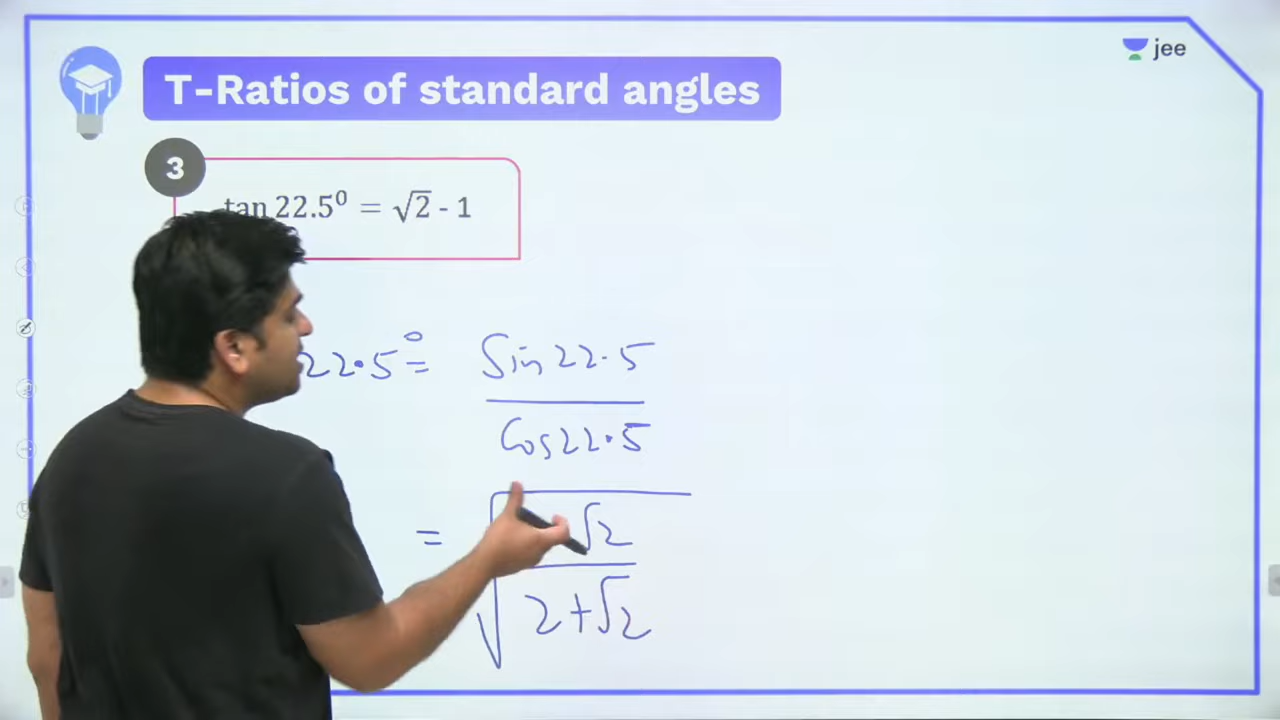 jee
T-Ratios of standard angles
3
tan 22.5⁰ = √2 - 1
22.5° = Sin 22.5
Cos 22.5
= √2
2+√2